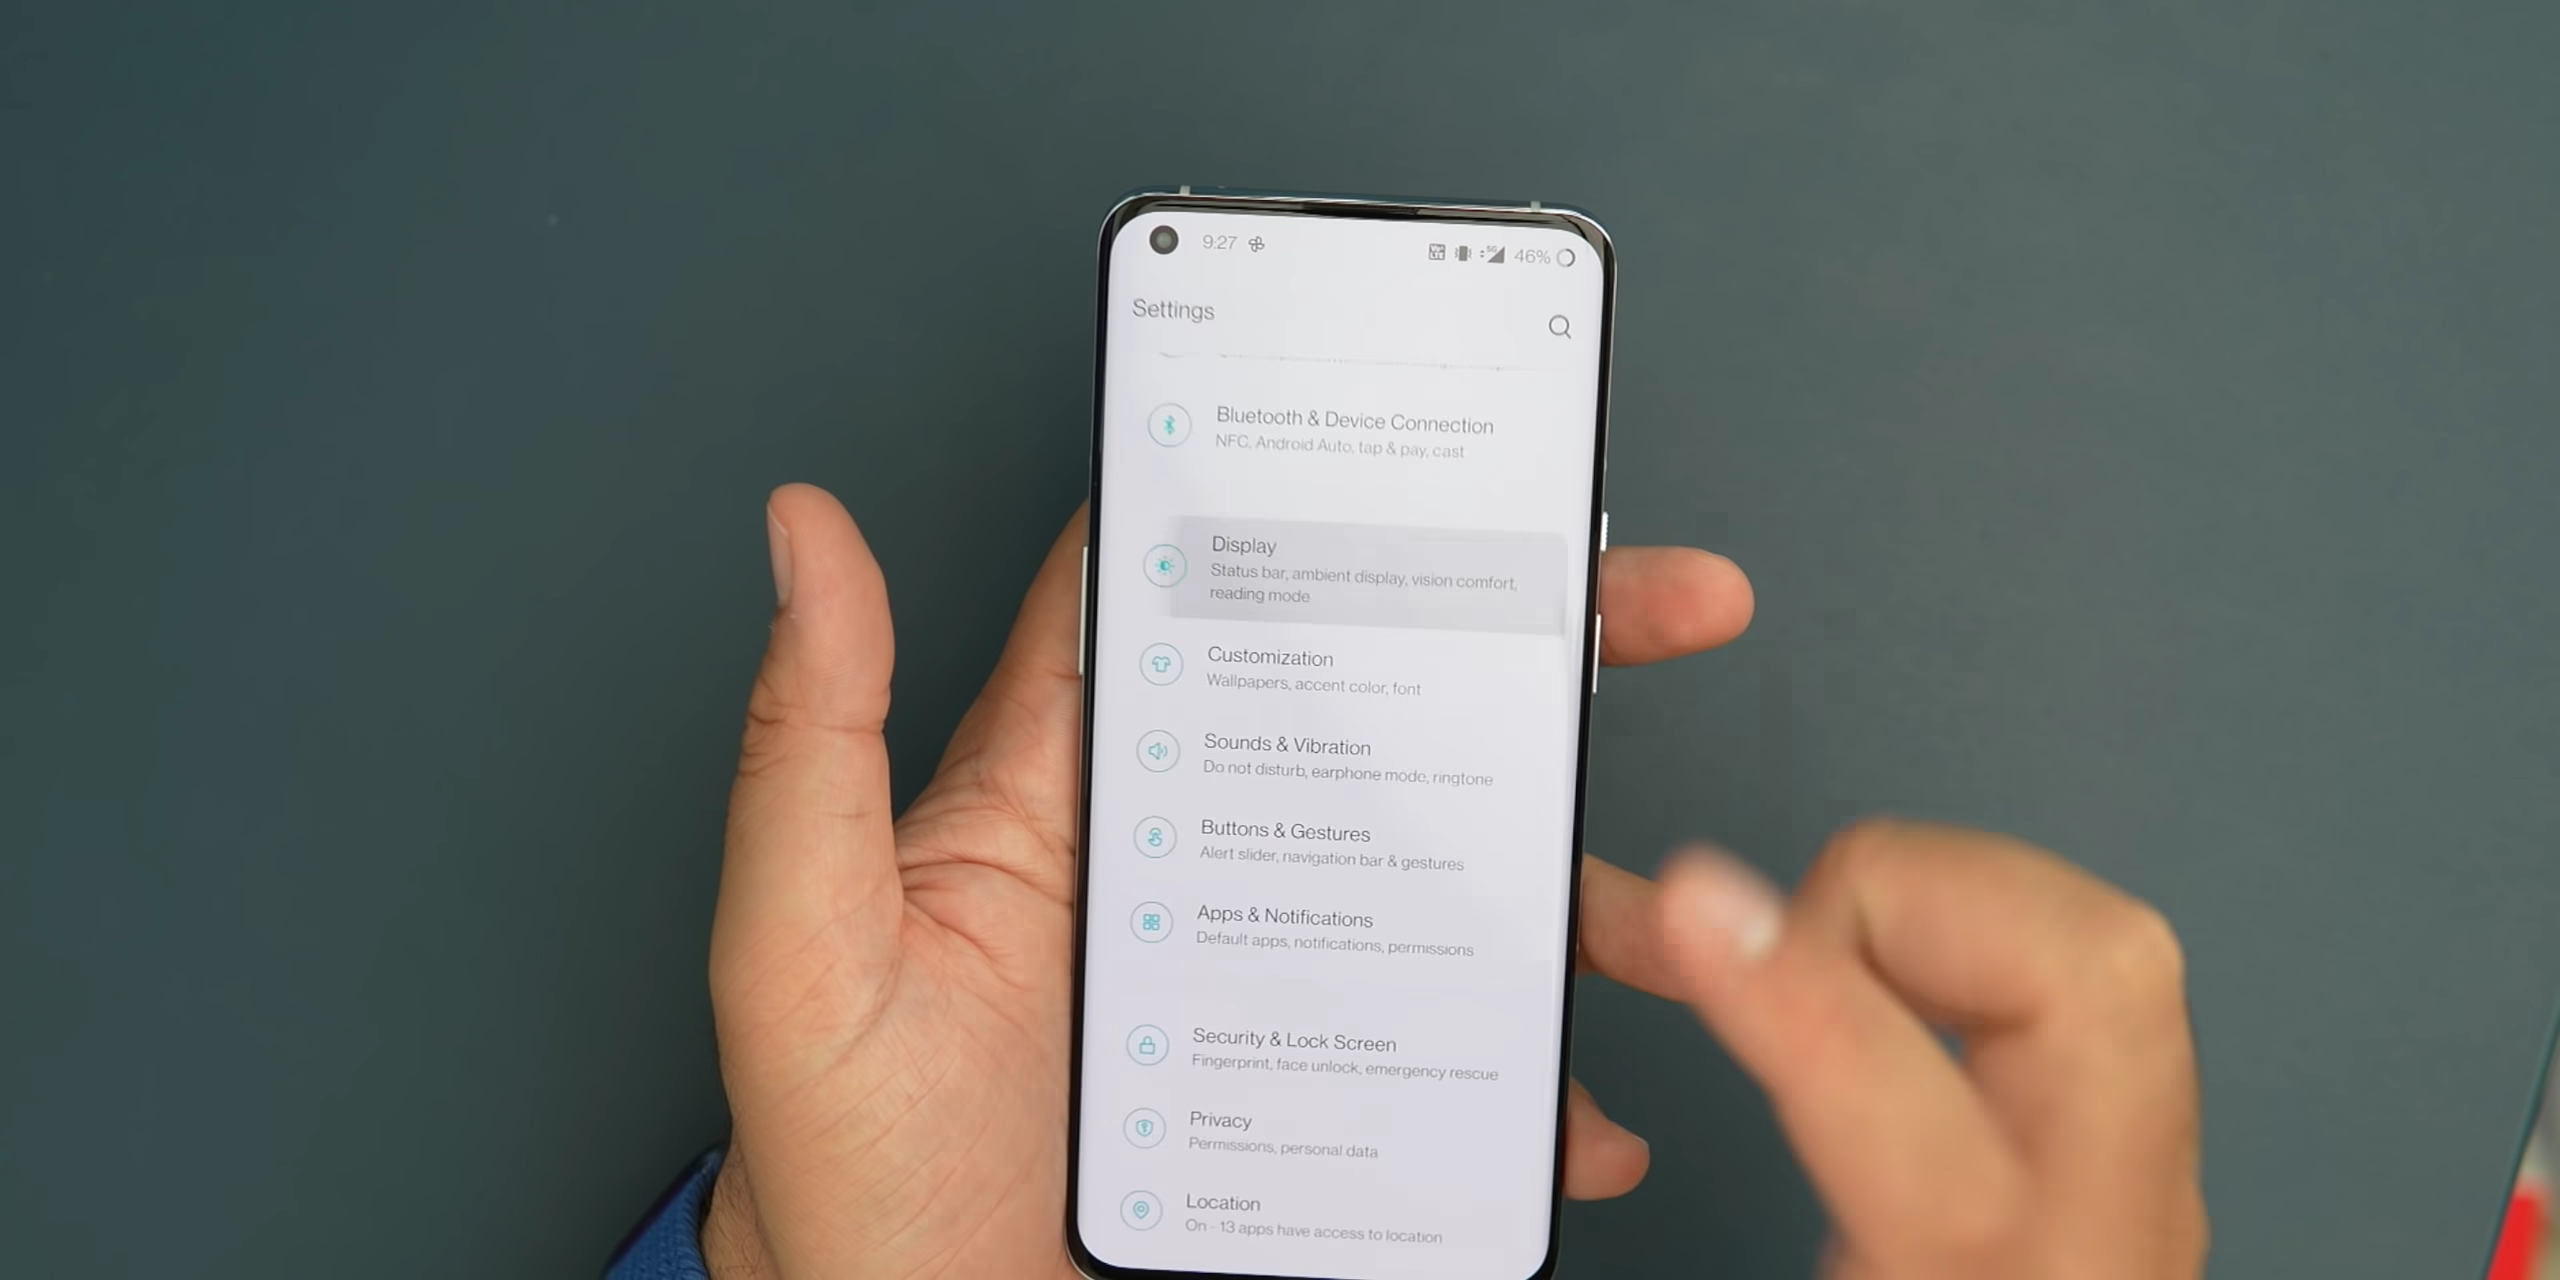 9:27 5G 46%
Settings
Bluetooth & Device Connection
NFC, Android Auto, tap & pay, cast
Display
Status bar, ambient display, vision comfort,
reading mode
Customization
Wallpapers, accent color, font
Sounds & Vibration
Do not disturb, earphone mode, ringtone
Buttons & Gestures
Alert slider, navigation bar & gestures
Apps & Notifications
Default apps, notifications, permissions
Security & Lock Screen
Fingerprint, face unlock, emergency rescue
Privacy
Permissions, personal data
Location
On - 13 apps have access to location